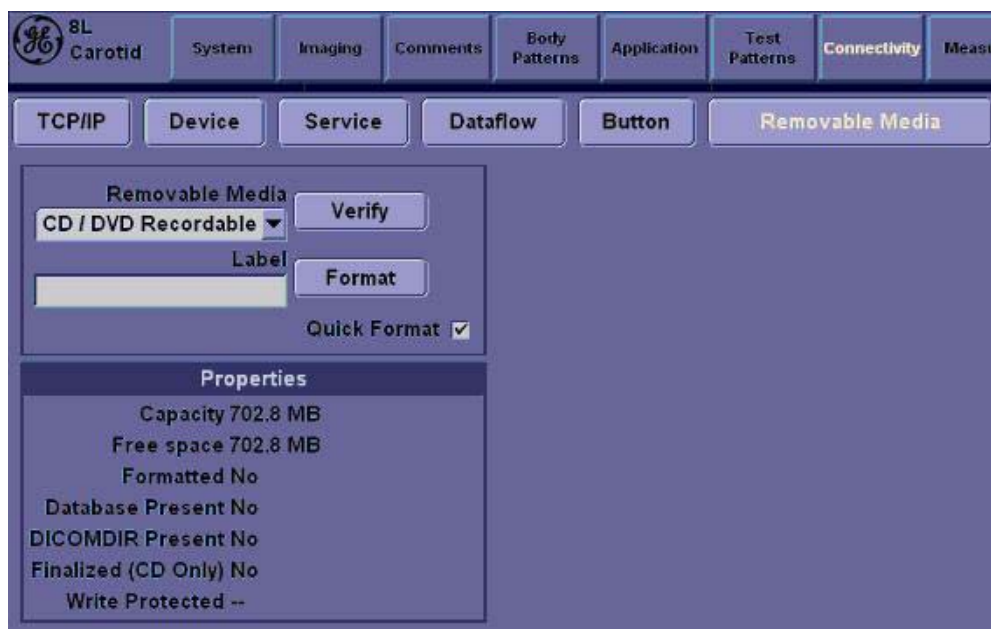 8L
Carotid
System
Imaging
Comments
Body
Patterns
Application
Test
Patterns
Connectivity
TCP/IP
Device
Service
Dataflow
Button
Removable Media
Removable Media
CD / DVD Recordable
Verify
Label
Format
Quick Format
Properties
Capacity 702.8 MB
Free space 702.8 MB
Formatted No
Database Present No
DICOMDIR Present No
Finalized (CD Only) No
Write Protected --